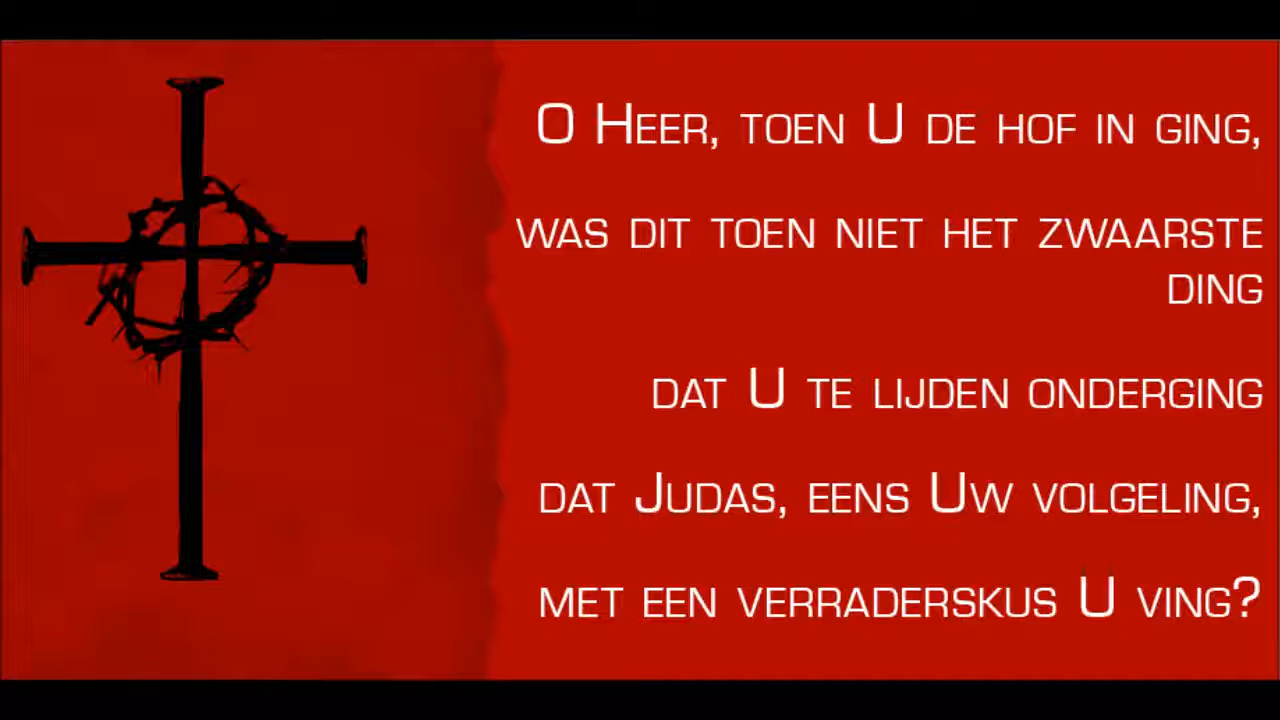 O Heer, toen U de hof in ging,
was dit toen niet het zwaarste
ding
dat U te lijden onderging
dat Judas, eens Uw volgeling,
met een verraderskus U ving?